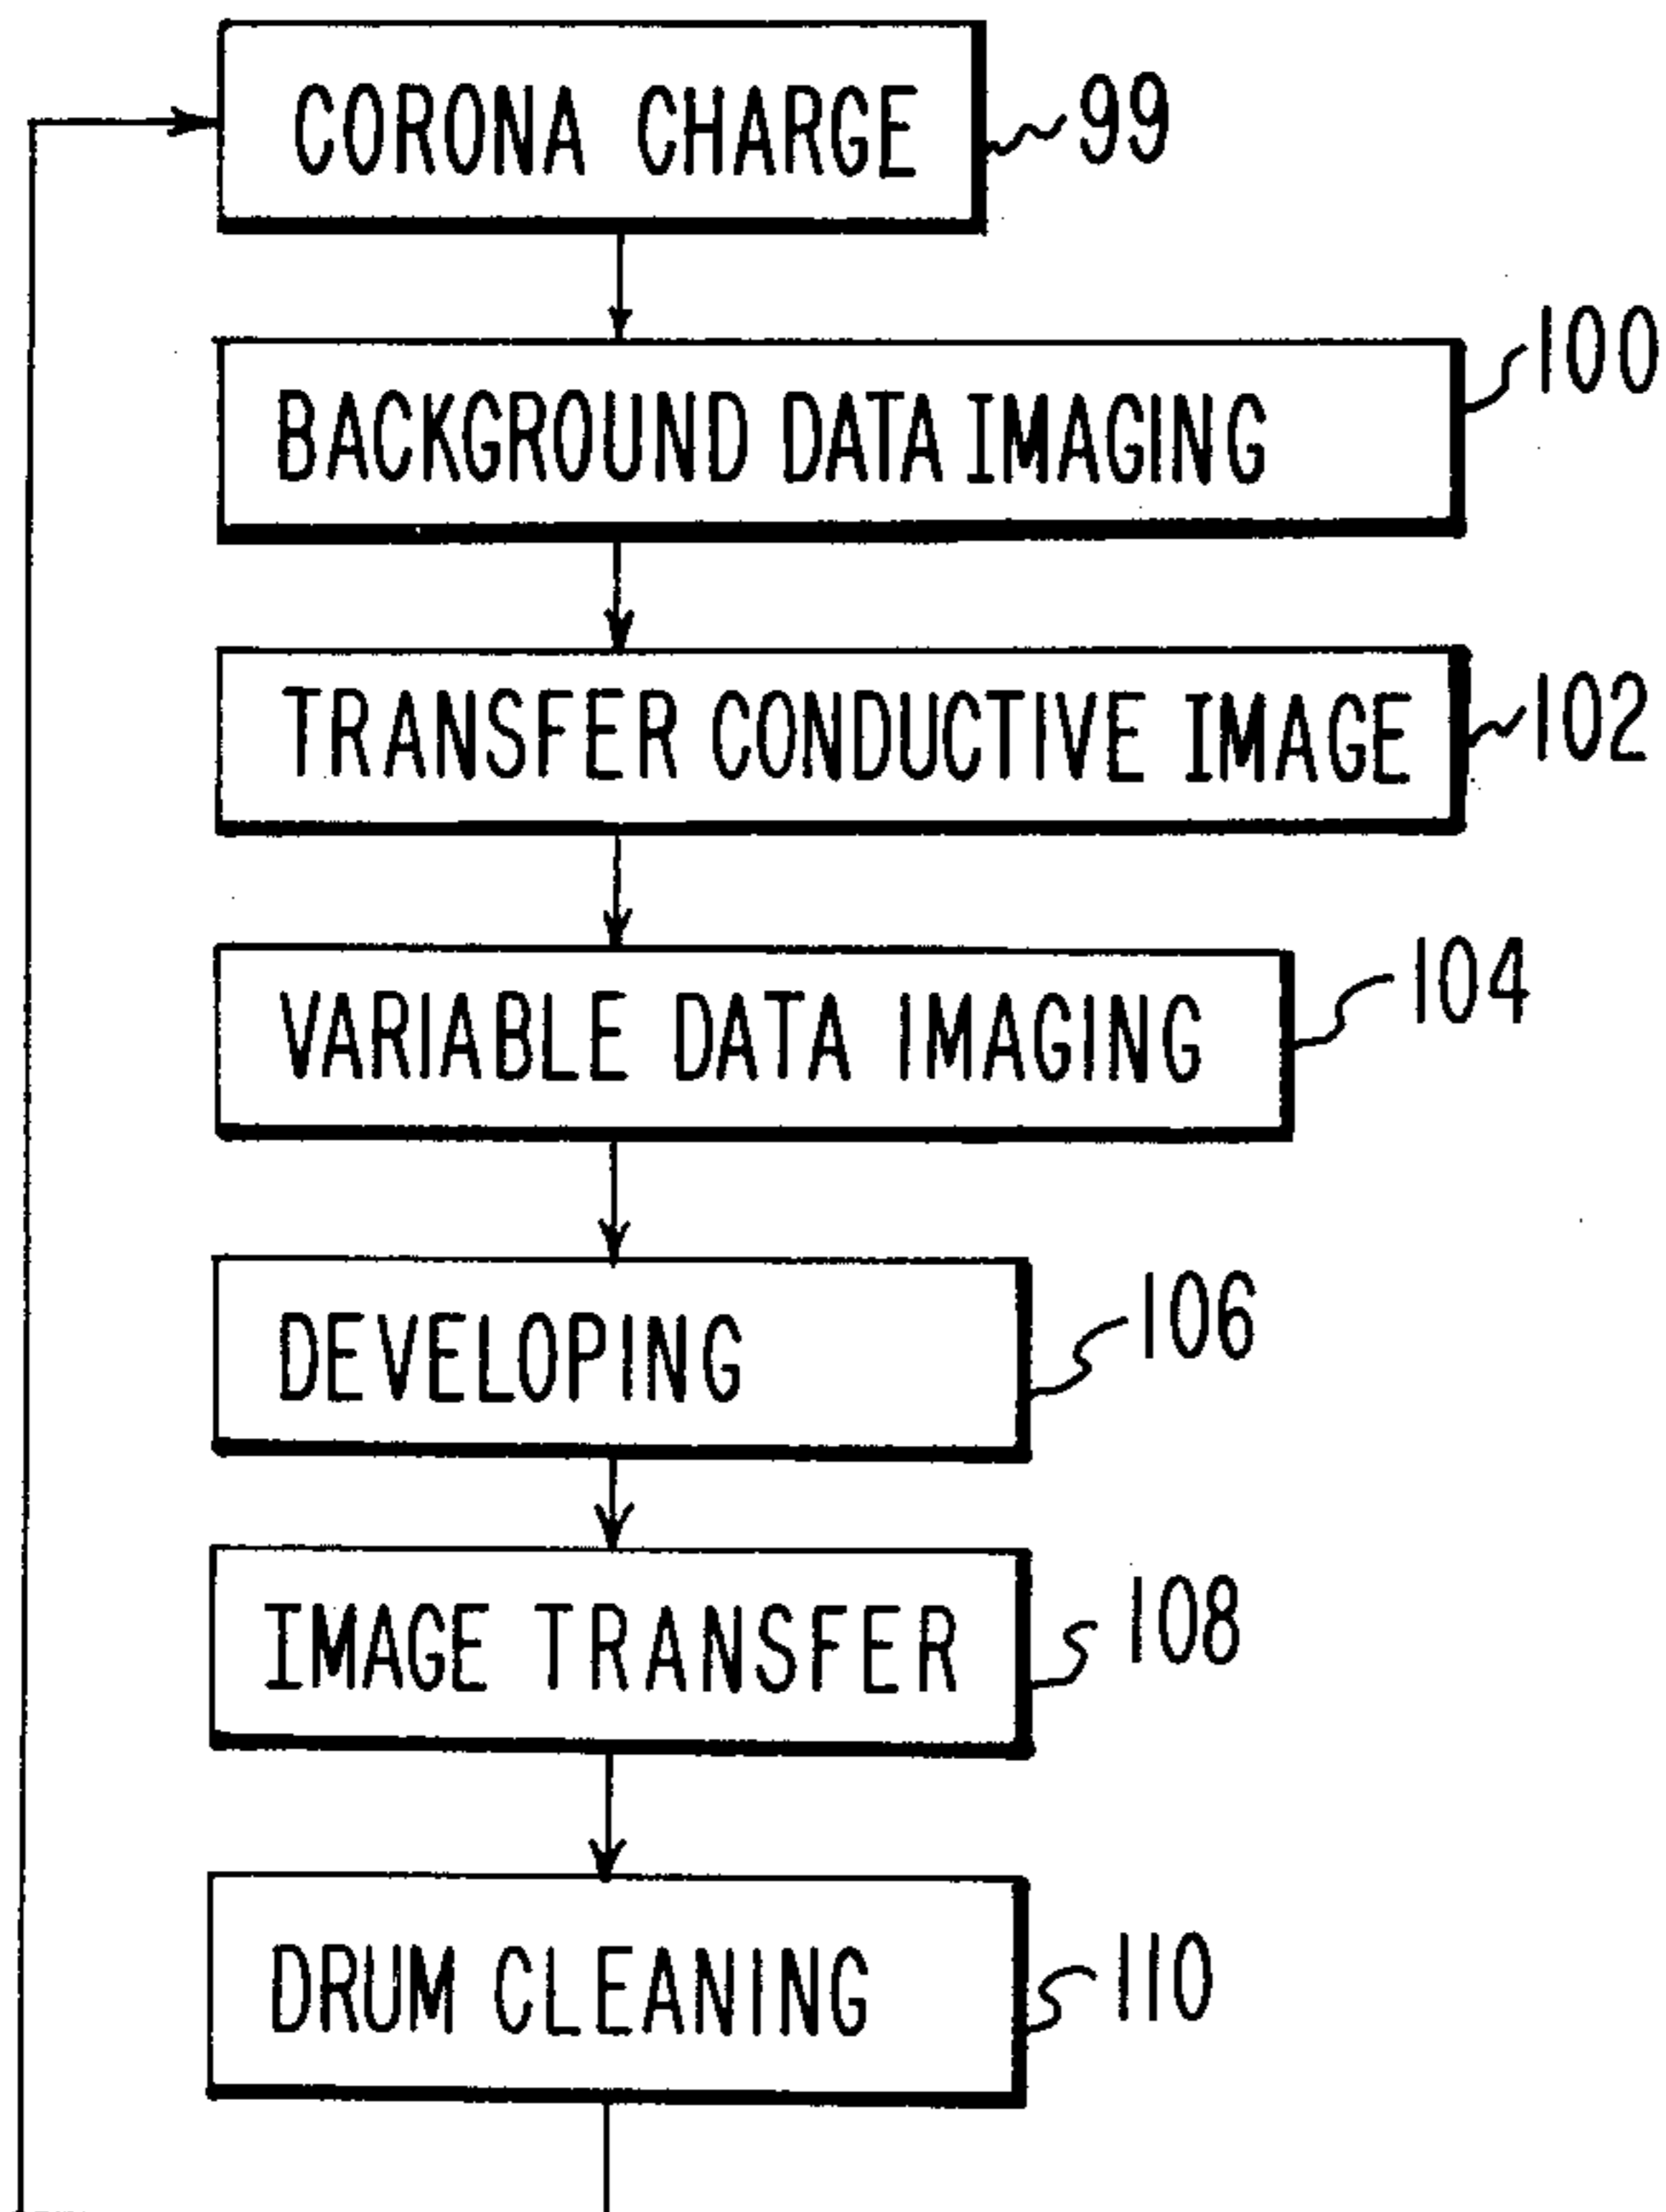 CORONA CHARGE
99
BACKGROUND DATA IMAGING
100
TRANSFER CONDUCTIVE IMAGE
102
VARIABLE DATA IMAGING
104
DEVELOPING
106
IMAGE TRANSFER
108
DRUM CLEANING
110